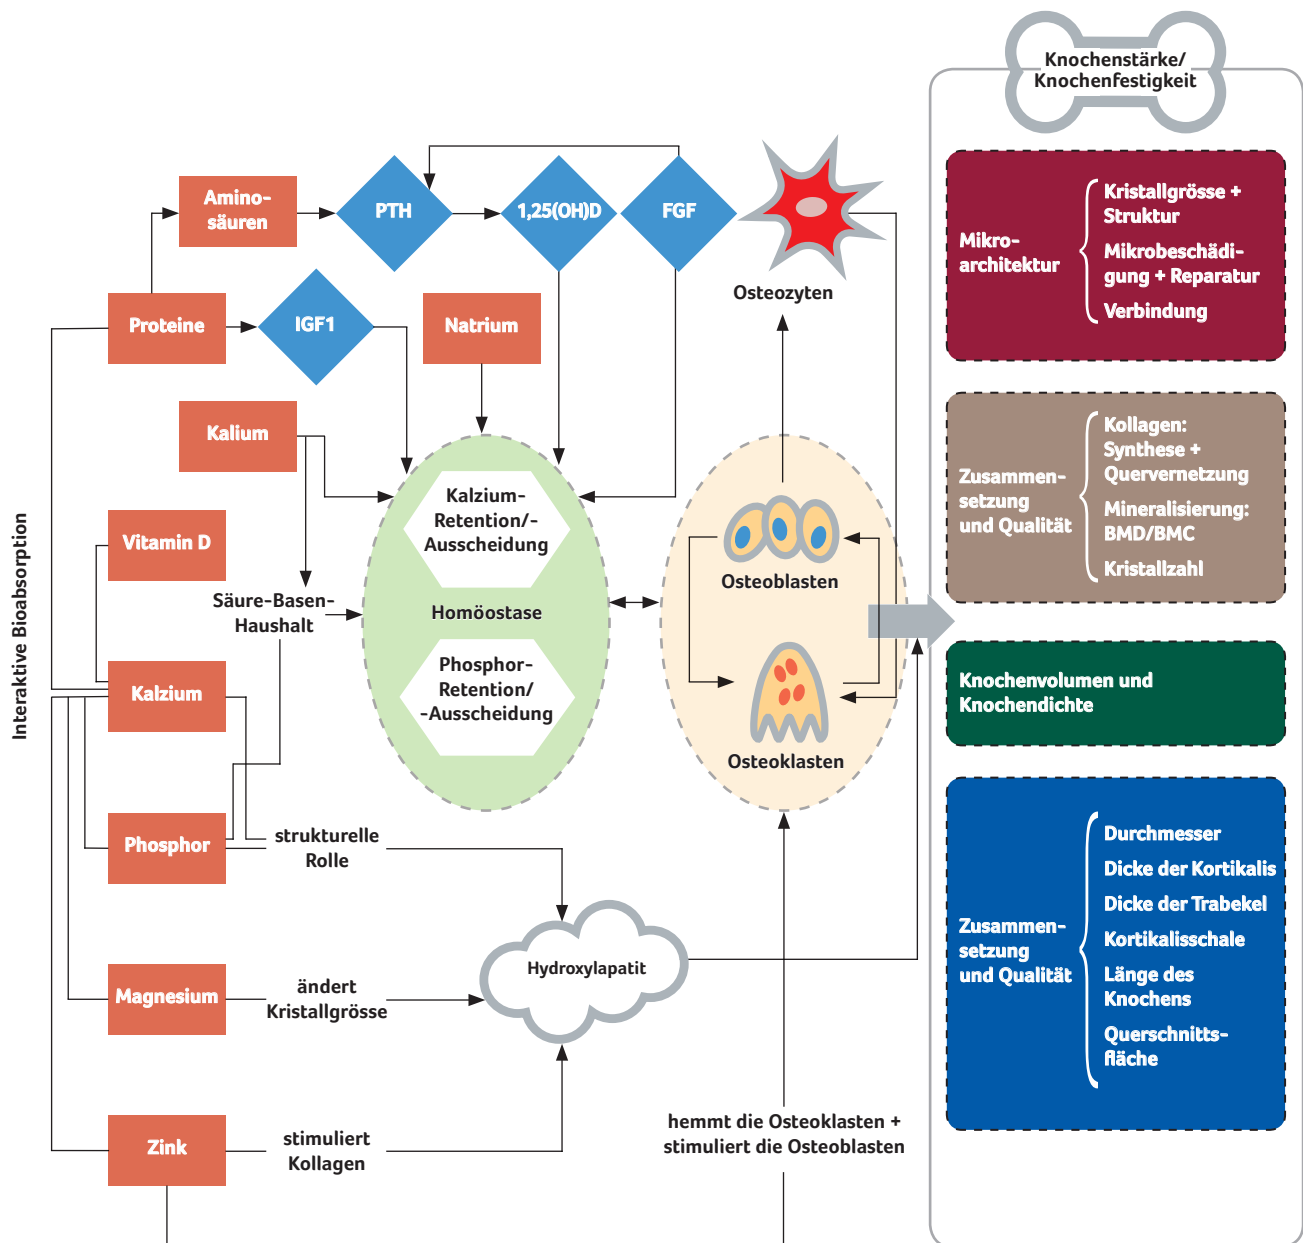 Knochenstärke/
Knochenfestigkeit
Amino-
säuren
PTH
1,25(OH)D
FGF
Osteozyten
Proteine
IGF1
Natrium
Kalium
Vitamin D
Säure-Basen-
Haushalt
Kalzium
Phosphor
Magnesium
Zink
Interaktive Bioabsorption
Kalzium-
Retention/-
Ausscheidung
Homöostase
Phosphor-
Retention/
-Ausscheidung
Osteoblasten
Osteoklasten
strukturelle
Rolle
ändert
Kristallgrösse
stimuliert
Kollagen
Hydroxylapatit
hemmt die Osteoklasten +
stimuliert die Osteoblasten
Mikro-
architektur
Kristallgrösse +
Struktur
Mikrobeschädi-
gung + Reparatur
Verbindung
Zusammen-
setzung
und Qualität
Kollagen:
Synthese +
Quervernetzung
Mineralisierung:
BMD/BMC
Kristallzahl
Knochenvolumen und
Knochendichte
Zusammen-
setzung
und Qualität
Durchmesser
Dicke der Kortikalis
Dicke der Trabekel
Kortikalisschale
Länge des
Knochens
Querschnitts-
fläche